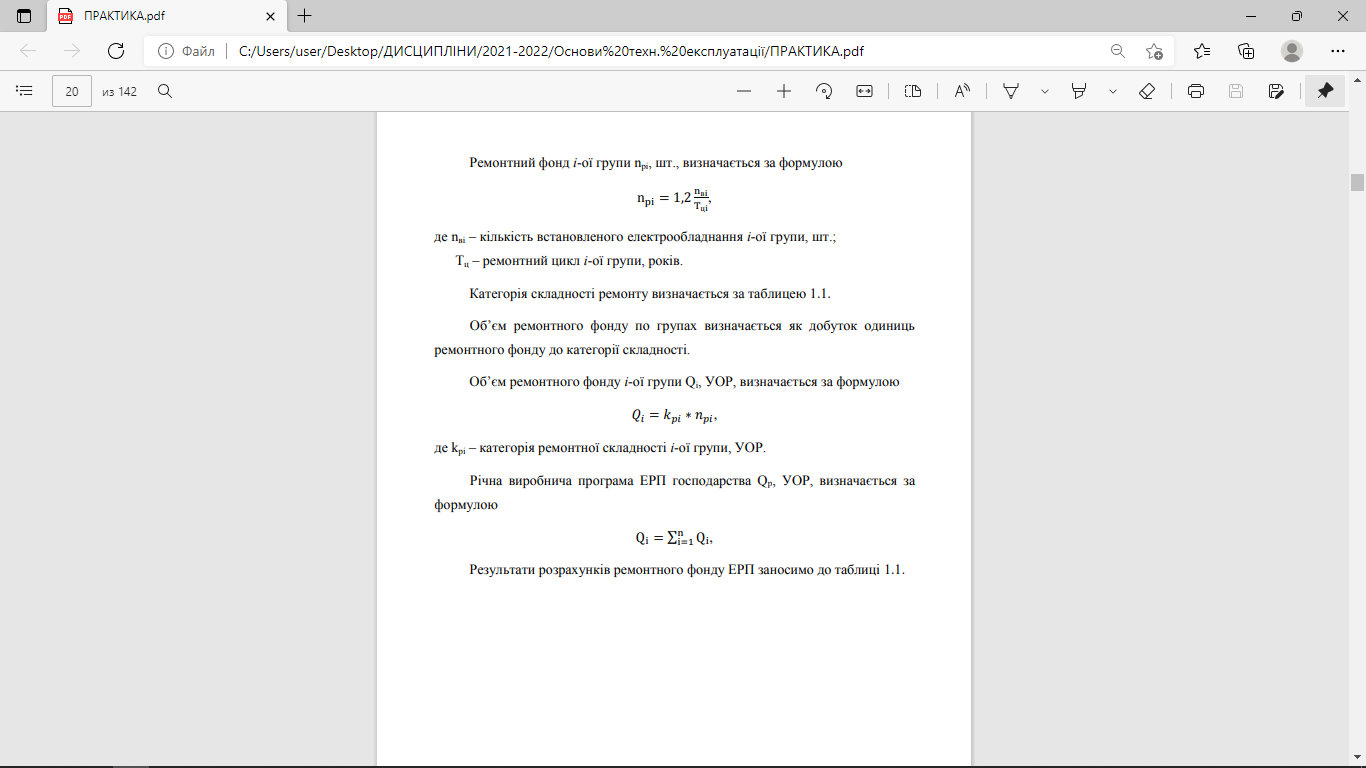 ПРАКТИКА.pdf
Файл
C:/Users/user/Desktop/ДИСЦИПЛІНИ/2021-2022/Основи%20техн.%20експлуатації/ПРАКТИКА.pdf
20 из 142
Ремонтний фонд i-ої групи nрі, шт., визначається за формулою
nрі = 1,2 nві/Tці,
де nві – кількість встановленого електрообладнання i-ої групи, шт.;
Тц – ремонтний цикл i-ої групи, років.
Категорія складності ремонту визначається за таблицею 1.1.
Об’єм ремонтного фонду по групах визначається як добуток одиниць
ремонтного фонду до категорії складності.
Об’єм ремонтного фонду i-ої групи Qi, УОР, визначається за формулою
Qi = kрi ∗ nрi,
де kрі – категорія ремонтної складності i-ої групи, УОР.
Річна виробнича програма ЕРП господарства Qр, УОР, визначається за
формулою
Qi = ∑ⁿi=1 Qi,
Результати розрахунків ремонтного фонду ЕРП заносимо до таблиці 1.1.